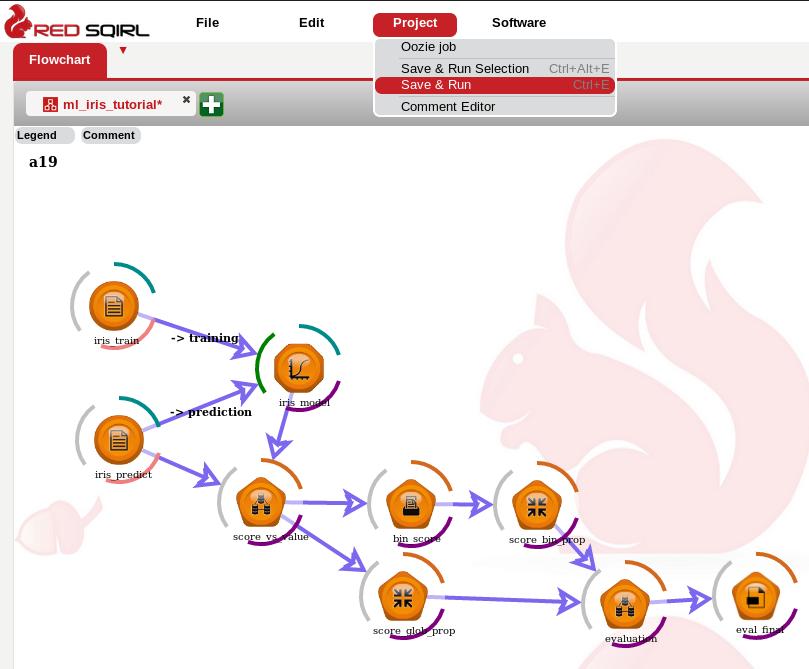 RED SQIRL
File Edit Project Software
Oozie job
Save & Run Selection Ctrl+Alt+E
Save & Run Ctrl+E
Comment Editor
Flowchart
ml_iris_tutorial*
Legend Comment
a19
iris_train
-> training
iris_model
-> prediction
iris_predict
score_vs_value
bin_score
score_bin_prop
score_glob_prop
evaluation
eval_final